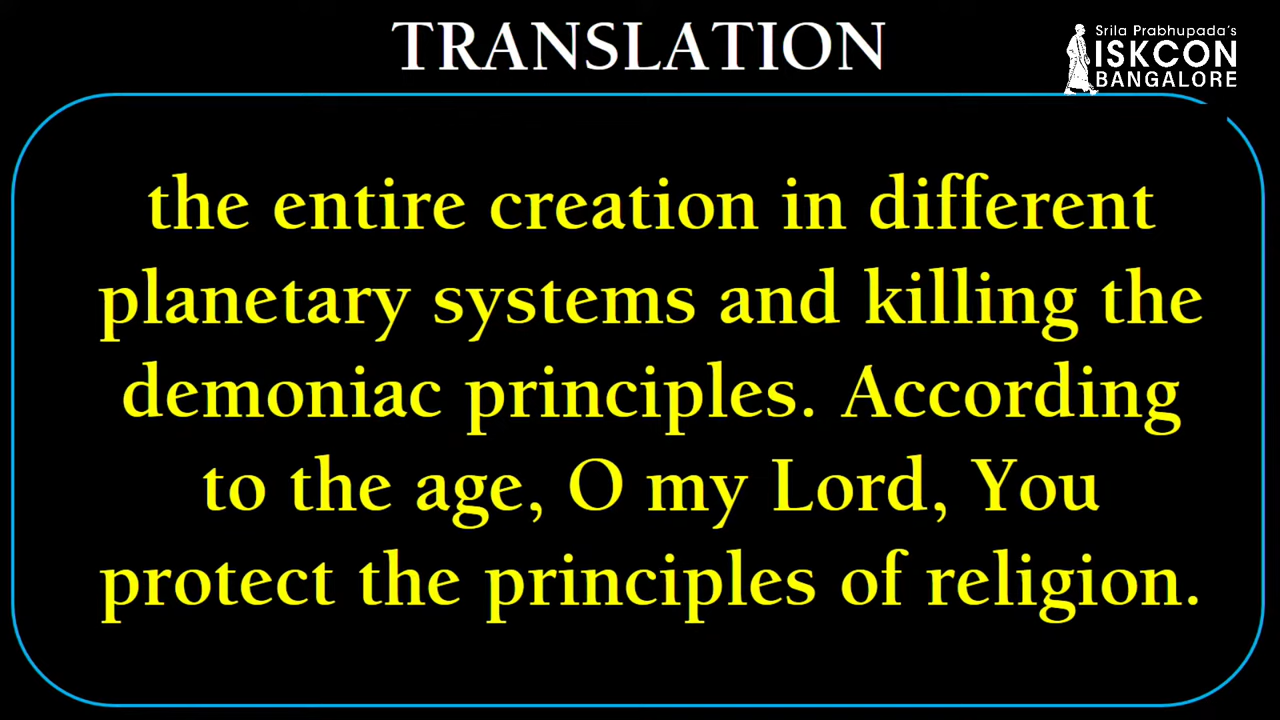 TRANSLATION
Srila Prabhupada's
ISKCON
BANGALORE
the entire creation in different
planetary systems and killing the
demoniac principles. According
to the age, O my Lord, You
protect the principles of religion.